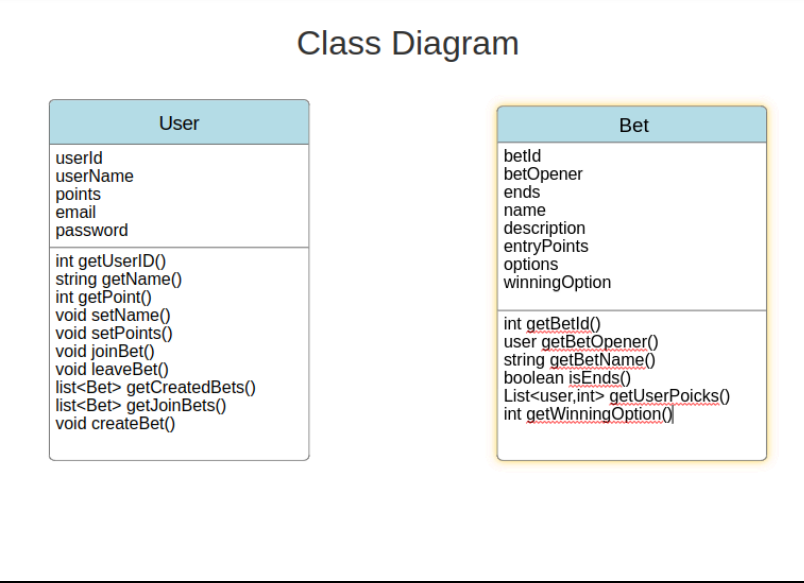 Class Diagram
User
userId
userName
points
email
password
int getUserID()
string getName()
int getPoint()
void setName()
void setPoints()
void joinBet()
void leaveBet()
list<Bet> getCreatedBets()
list<Bet> getJoinBets()
void createBet()
Bet
betId
betOpener
ends
name
description
entryPoints
options
winningOption
int getBetId()
user getBetOpener()
string getBetName()
boolean isEnds()
List<user,int> getUserPoicks()
int getWinningOption()